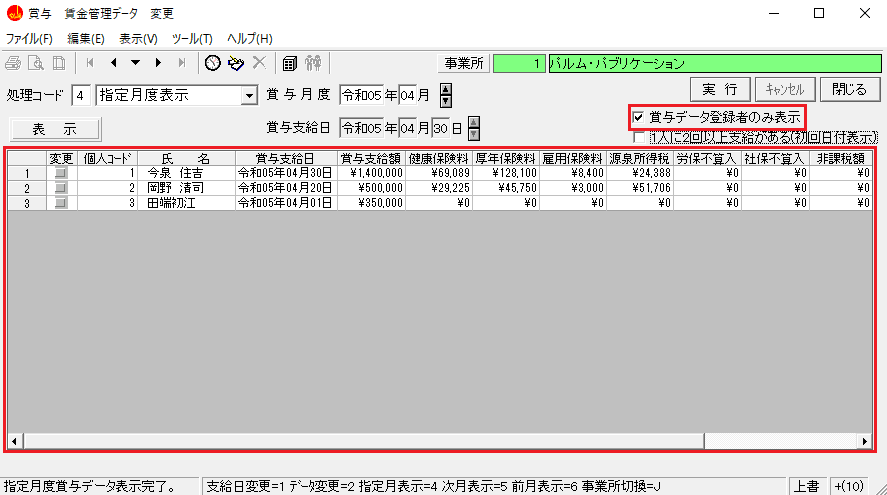 賞与　賃金管理データ　変更
ファイル(F) 編集(E) 表示(V) ツール(T) ヘルプ(H)
事業所 1 パルム・パブリケーション
処理コード 4 指定月度表示 賞与月度 令和05年04月 実 行 ｷｬﾝｾﾙ 閉じる
賞与データ登録者のみ表示
表 示 賞与支給日 令和05年04月30日
1人に2回以上支給がある(初回日付表示)
変更 個人ｺｰﾄﾞ 氏　名 賞与支給日 賞与支給額 健康保険料 厚年保険料 雇用保険料 源泉所得税 労保不算入 社保不算入 非課税額
1 1 今泉 住吉 令和05年04月30日 ¥1,400,000 ¥69,089 ¥128,100 ¥8,400 ¥24,388 ¥0 ¥0 ¥0
2 2 岡野 清司 令和05年04月20日 ¥500,000 ¥29,225 ¥45,750 ¥3,000 ¥51,706 ¥0 ¥0 ¥0
3 3 田端初江 令和05年04月01日 ¥350,000 ¥0 ¥0 ¥0 ¥0 ¥0 ¥0 ¥0
指定月度賞与データ表示完了。 支給日変更=1 ﾃﾞｰﾀ変更=2 指定月表示=4 次月表示=5 前月表示=6 事業所切換=J 上書 +(10)